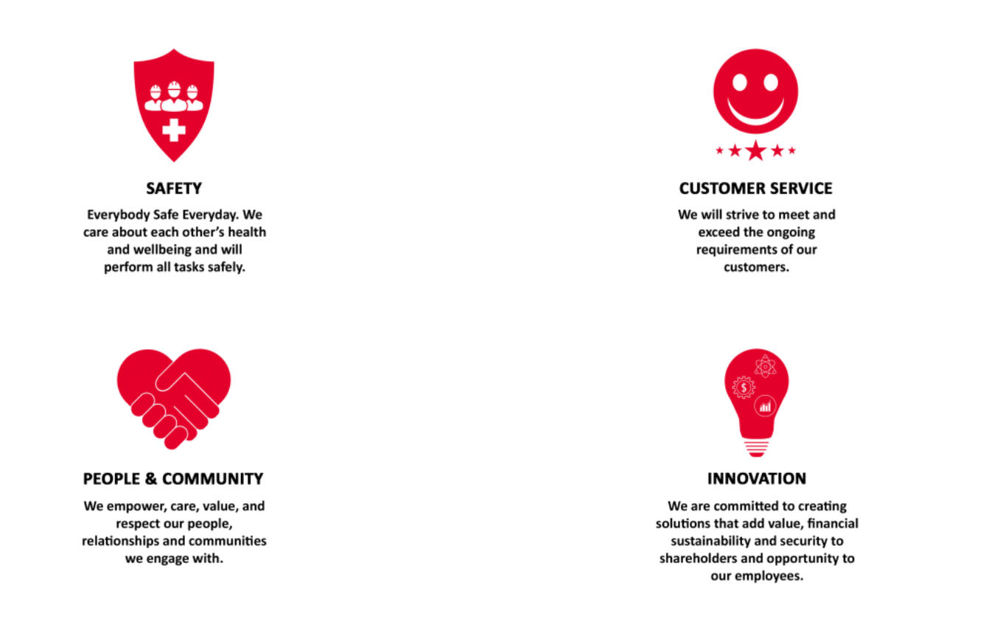 SAFETY
Everybody Safe Everyday. We
care about each other's health
and wellbeing and will
perform all tasks safely.
CUSTOMER SERVICE
We will strive to meet and
exceed the ongoing
requirements of our
customers.
PEOPLE & COMMUNITY
We empower, care, value, and
respect our people,
relationships and communities
we engage with.
$
INNOVATION
We are committed to creating
solutions that add value, financial
sustainability and security to
shareholders and opportunity to
our employees.